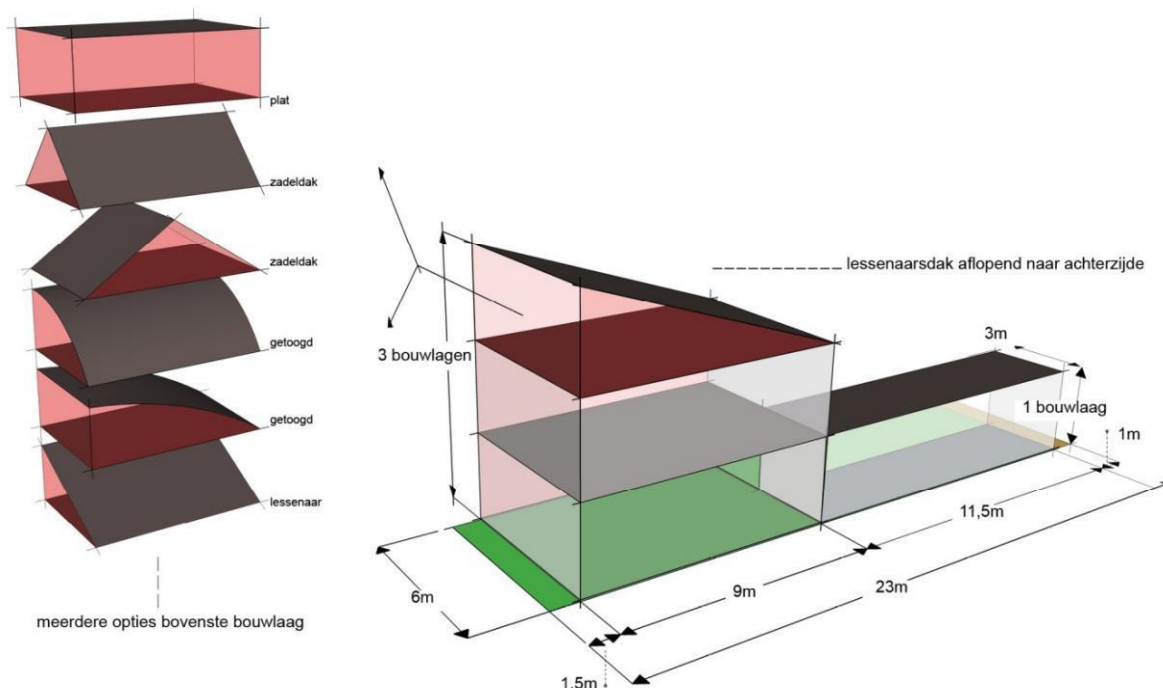 plat
zadeldak
zadeldak
getoogd
getoogd
lessenaar
meerdere opties bovenste bouwlaag
lessenaarsdak aflopend naar achterzijde
3 bouwlagen
3m
1 bouwlaag
1m
11,5m
9m
23m
6m
1,5m